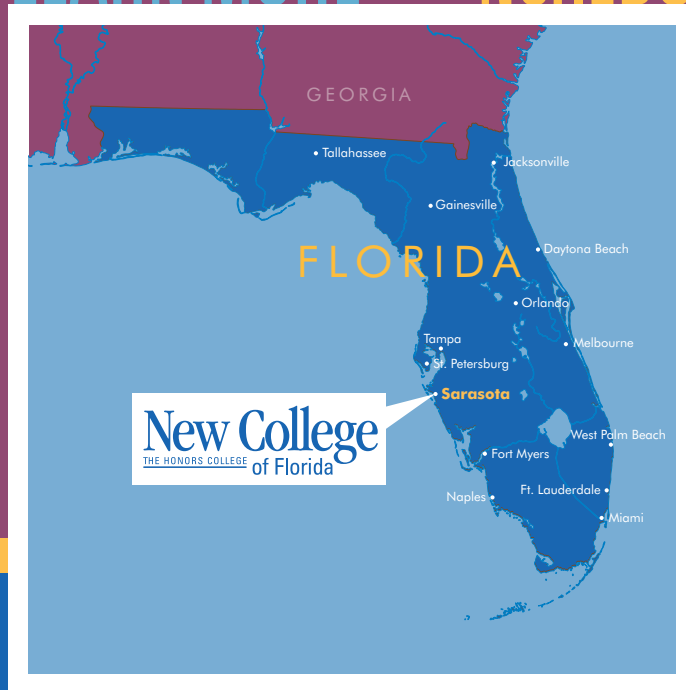 GEORGIA
Tallahassee
Jacksonville
Gainesville
FLORIDA
Daytona Beach
Orlando
Tampa
Melbourne
St. Petersburg
Sarasota
New College
THE HONORS COLLEGE
of Florida
West Palm Beach
Fort Myers
Ft. Lauderdale
Naples
Miami